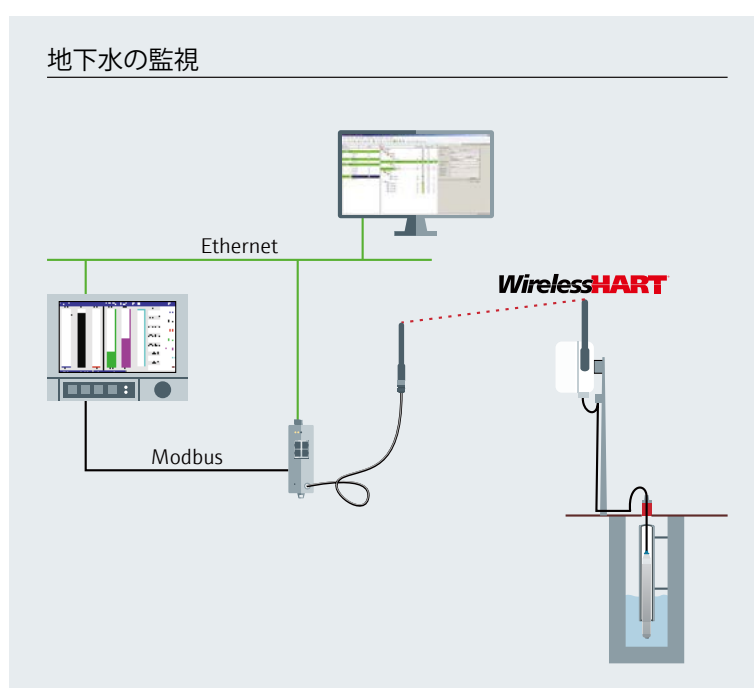 地下水の監視
Ethernet
WirelessHART
Modbus